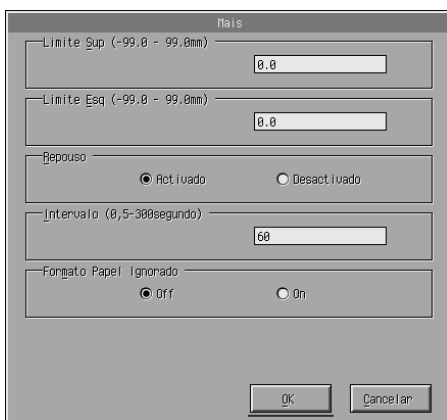 Mais
Limite Sup (-99.0 - 99.0mm)
0.0
Limite Esq (-99.0 - 99.0mm)
0.0
Repouso
Activado Desactivado
Intervalo (0,5-300segundo)
60
Formato Papel Ignorado
Off On
OK Cancelar